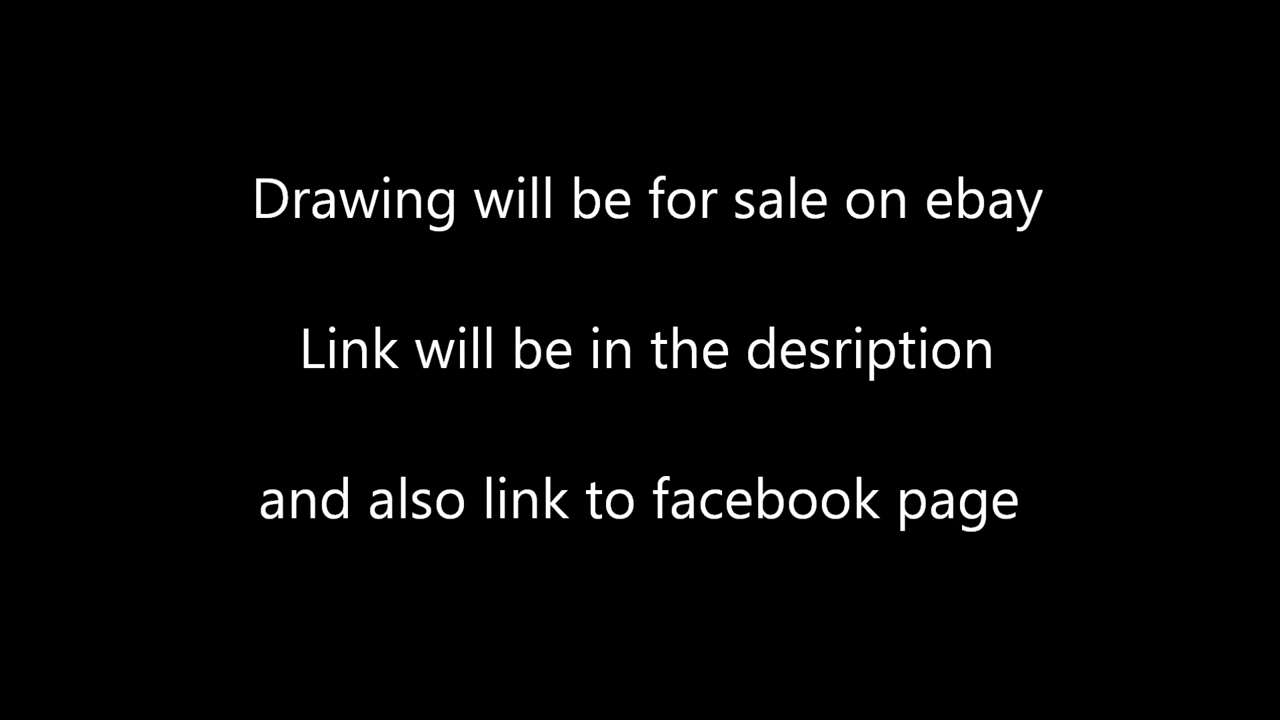 Drawing will be for sale on ebay
Link will be in the desription
and also link to facebook page